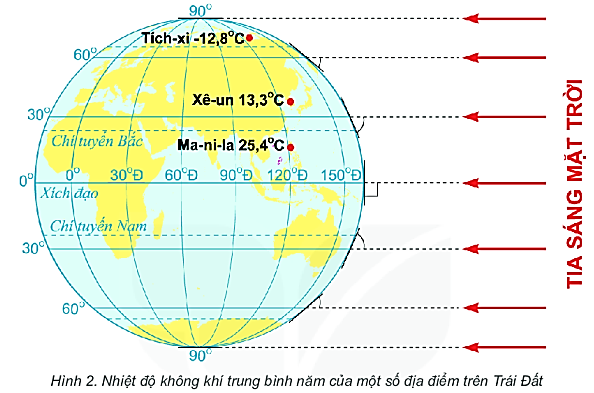 90°
Tích-xi -12,8°C
60°
Xê-un 13,3°C
30°
Chí tuyến Bắc
Ma-ni-la 25,4°C
0° 0° 30°Đ 60°Đ 90°Đ 120°Đ 150°Đ
Xích đạo
Chí tuyến Nam
30°
60°
90°
TIA SÁNG MẶT TRỜI
Hình 2. Nhiệt độ không khí trung bình năm của một số địa điểm trên Trái Đất